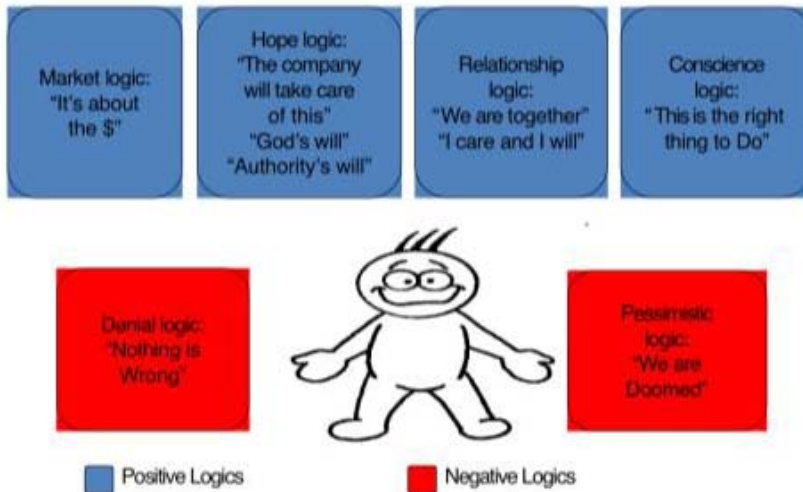 Market logic:
"It's about
the $"
Hope logic:
"The company
will take care
of this"
"God's will"
"Authority's will"
Relationship
logic:
"We are together"
"I care and I will"
Conscience
logic:
"This is the right
thing to Do"
Denial logic:
"Nothing is
Wrong"
Pessimistic
logic:
"We are
Doomed"
Positive Logics
Negative Logics